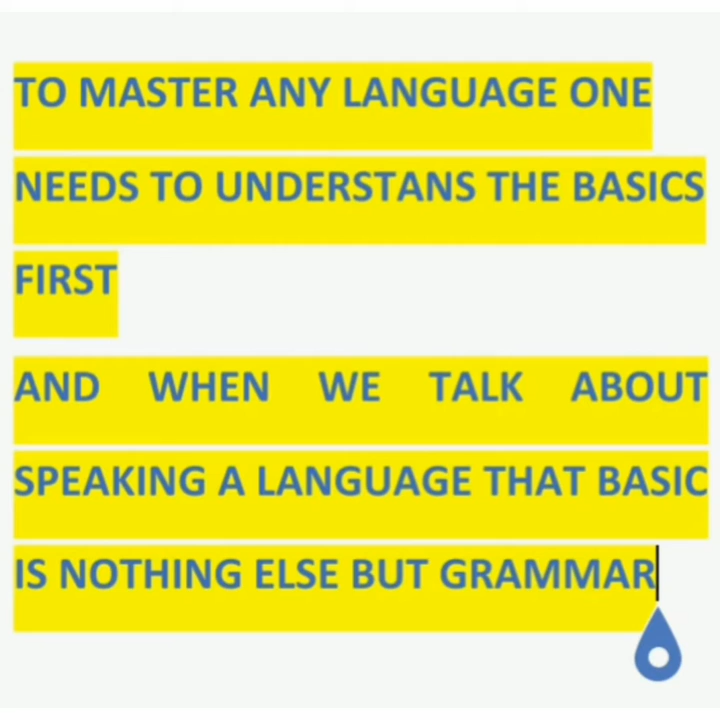 TO MASTER ANY LANGUAGE ONE
NEEDS TO UNDERSTANS THE BASICS
FIRST
AND WHEN WE TALK ABOUT
SPEAKING A LANGUAGE THAT BASIC
IS NOTHING ELSE BUT GRAMMAR